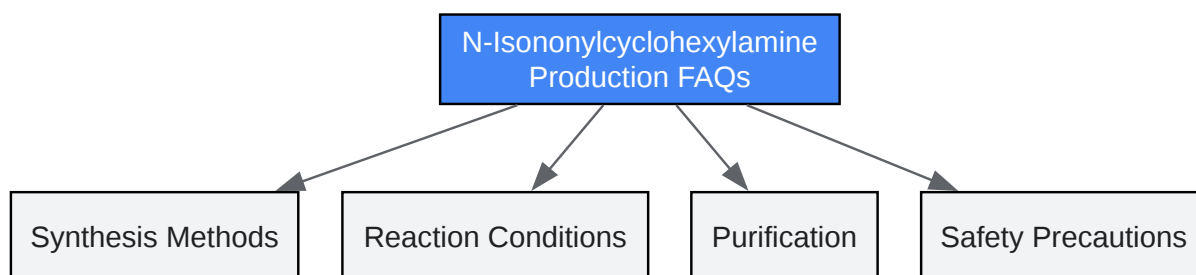 N-Isononylcyclohexylamine
Production FAQs
Synthesis Methods
Reaction Conditions
Purification
Safety Precautions